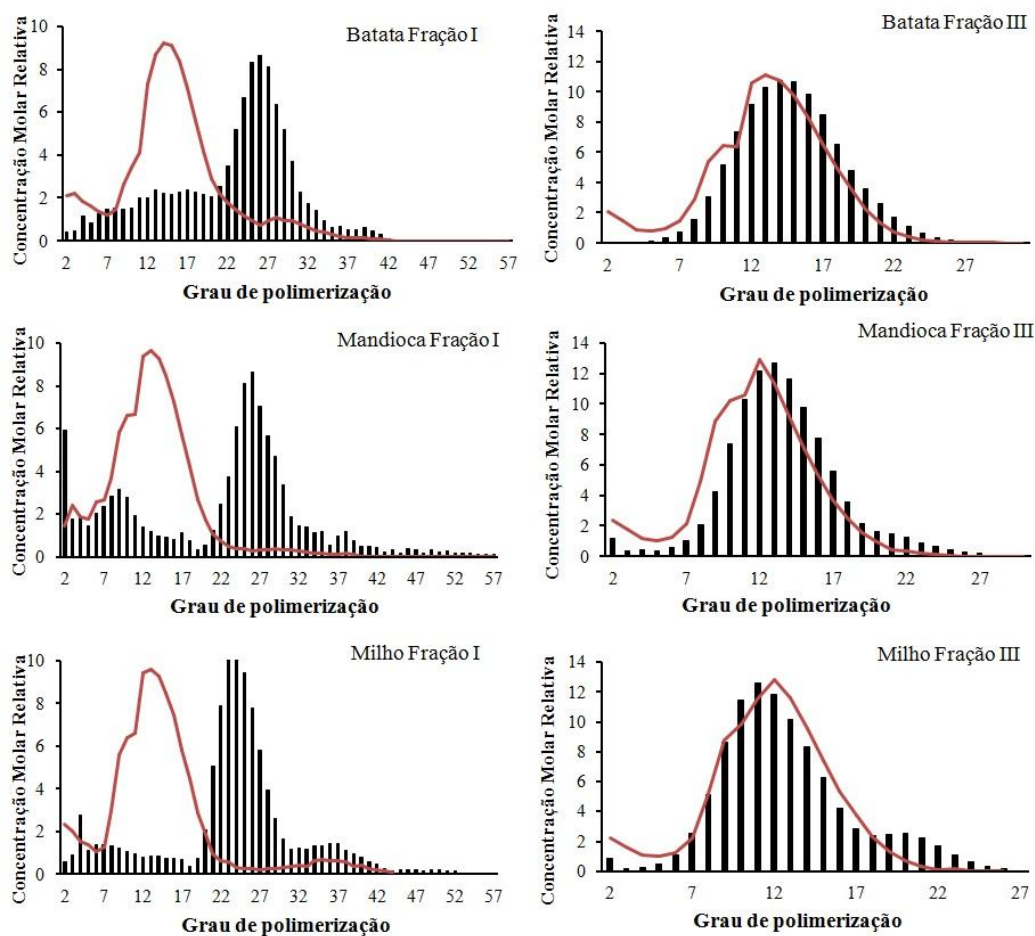 Batata Fração I
Concentração Molar Relativa
10
8
6
4
2
0
2 7 12 17 22 27 32 37 42 47 52 57
Grau de polimerização
Batata Fração III
Concentração Molar Relativa
14
12
10
8
6
4
2
0
2 7 12 17 22 27
Grau de polimerização
Mandioca Fração I
Concentração Molar Relativa
10
8
6
4
2
0
2 7 12 17 22 27 32 37 42 47 52 57
Grau de polimerização
Mandioca Fração III
Concentração Molar Relativa
14
12
10
8
6
4
2
0
2 7 12 17 22 27
Grau de polimerização
Milho Fração I
Concentração Molar Relativa
10
8
6
4
2
0
2 7 12 17 22 27 32 37 42 47 52 57
Grau de polimerização
Milho Fração III
Concentração Molar Relativa
14
12
10
8
6
4
2
0
2 7 12 17 22 27
Grau de polimerização